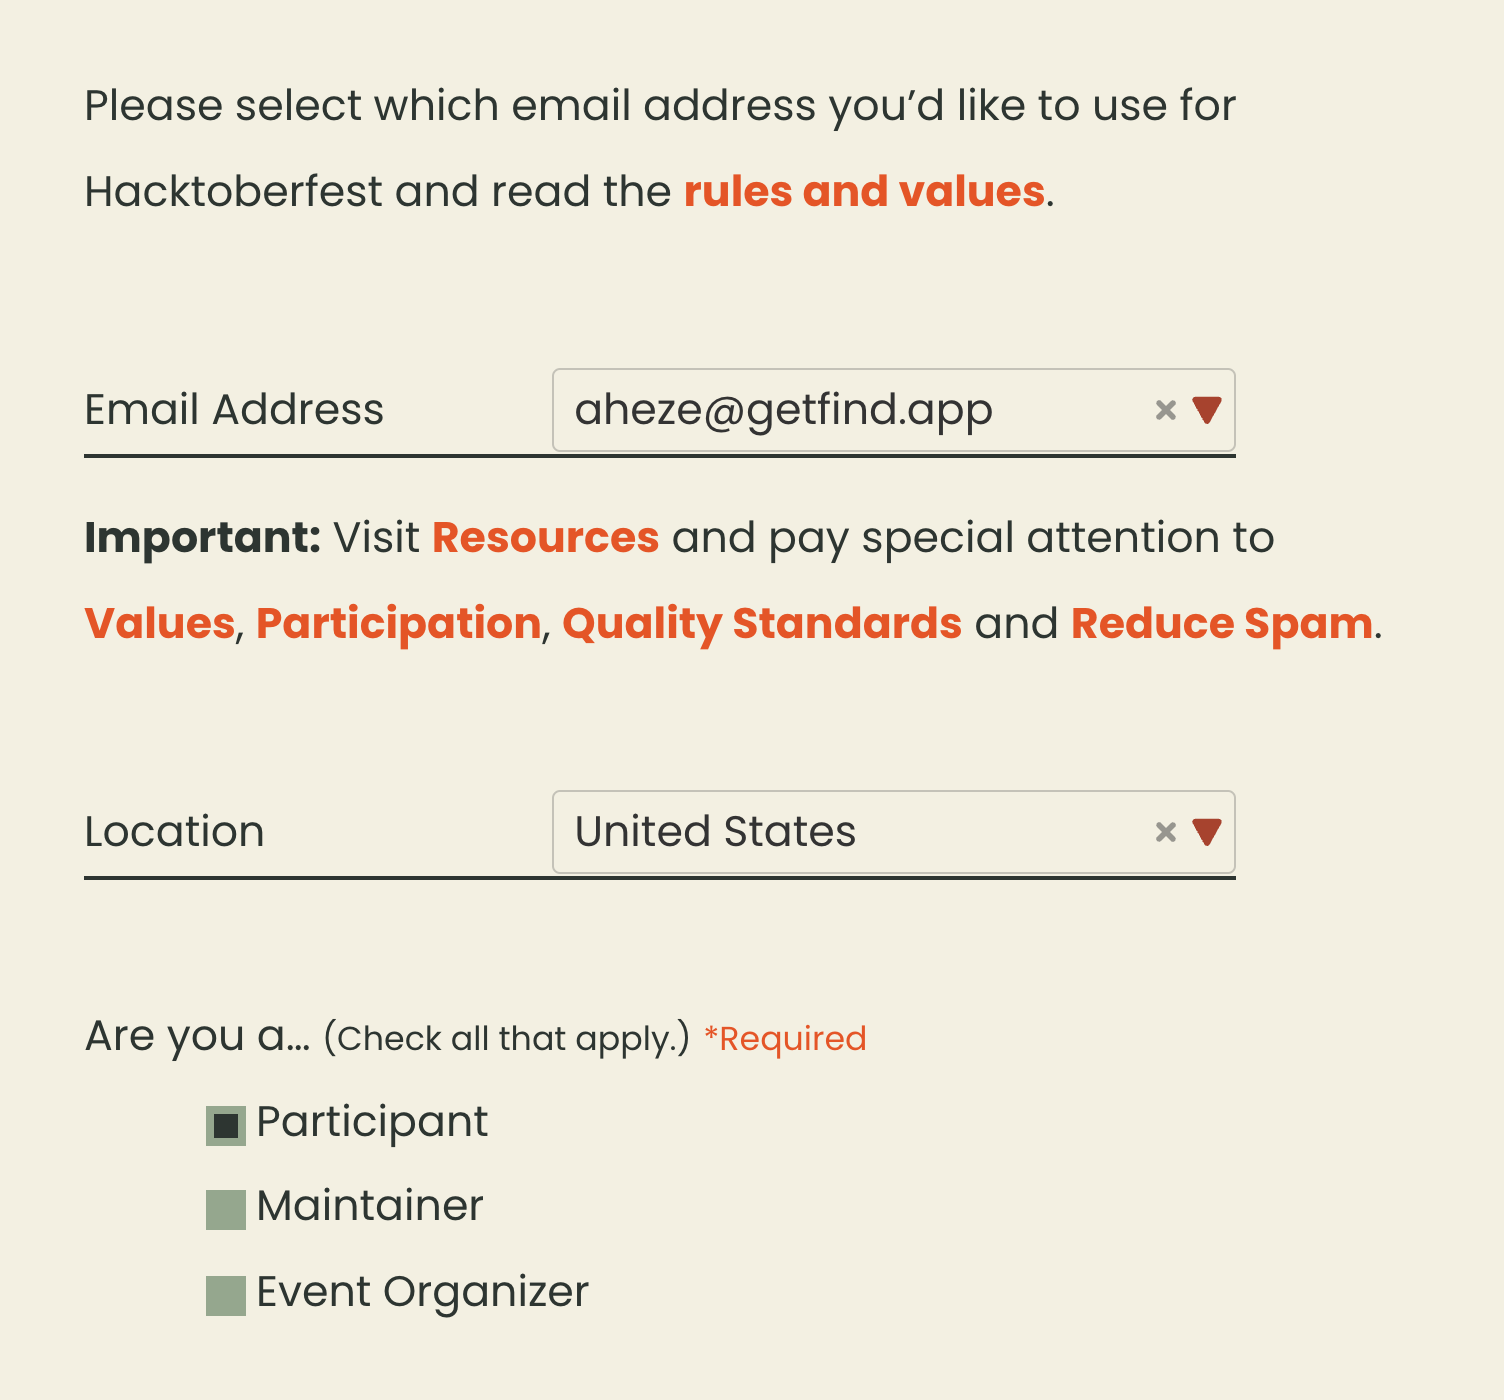 Please select which email address you’d like to use for
Hacktoberfest and read the rules and values.
Email Address aheze@getfind.app
Important: Visit Resources and pay special attention to
Values, Participation, Quality Standards and Reduce Spam.
Location United States
Are you a... (Check all that apply.) *Required
Participant
Maintainer
Event Organizer